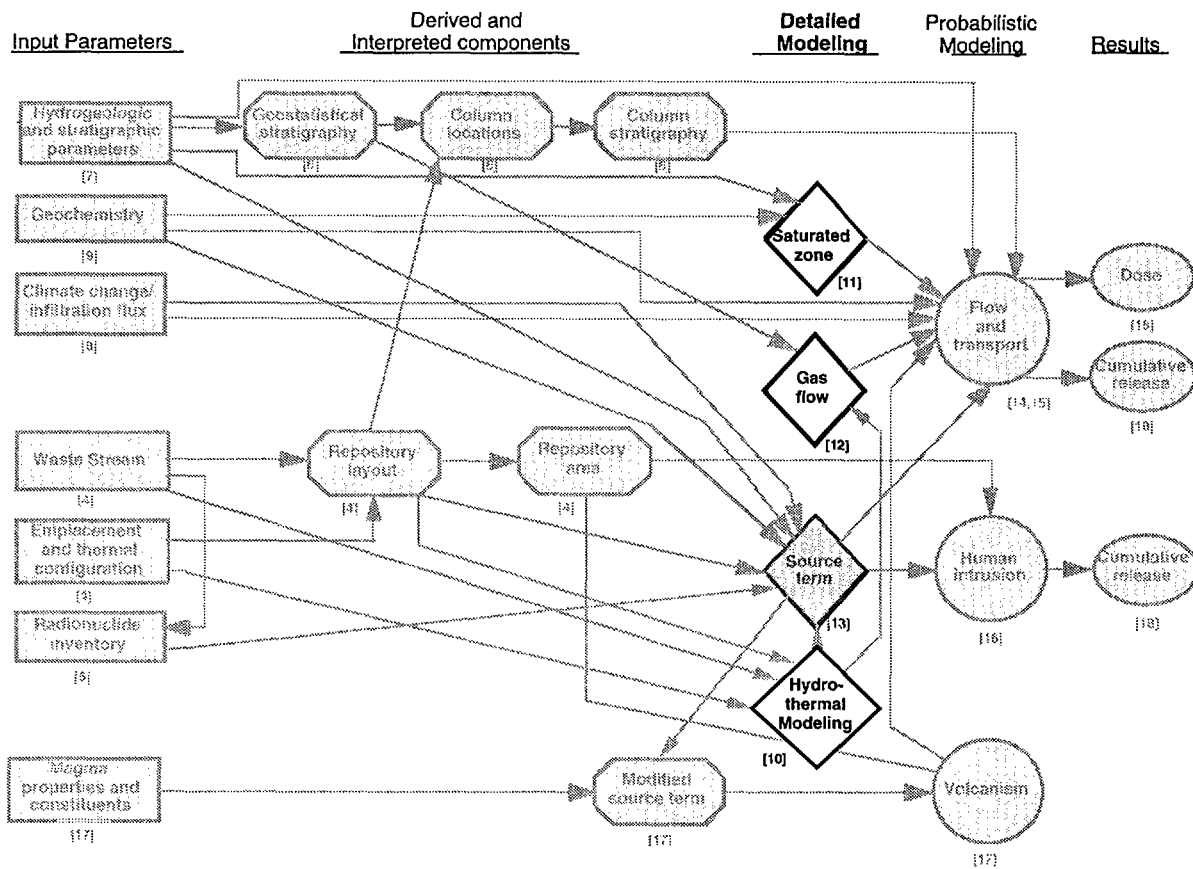 Input Parameters
Derived and
Interpreted components
Detailed
Modeling
Probabilistic
Modeling
Results
Hydrogeologic
and stratigraphic
parameters
[7]
Geostatistical
stratigraphy
Column
locations
Column
stratigraphy
Geochemistry
[9]
Saturated
zone
[11]
Climate change/
infiltration flux
Flow
and
transport
[14, 15]
Dose
Cumulative
release
Gas
flow
[12]
Waste Stream
[4]
Repository
layout
[4]
Repository
area
[4]
Emplacement
and thermal
configuration
[3]
Source
term
[13]
Human
intrusion
[16]
Cumulative
release
[18]
Radionuclide
inventory
[5]
Hydro-
thermal
Modeling
[10]
Magma
properties and
constituents
[17]
Modified
source term
[17]
Volcanism
[17]